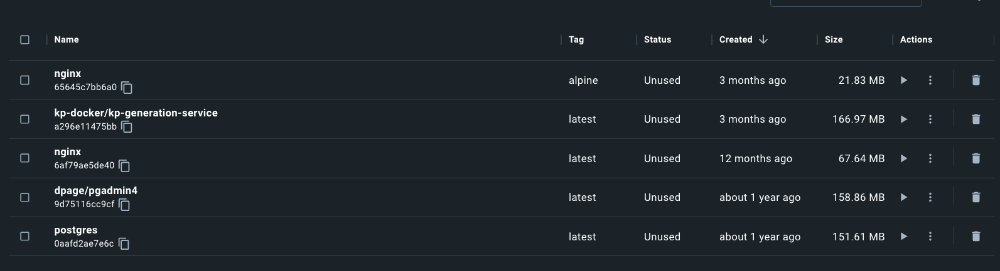 Name Tag Status Created Size Actions
nginx
65645c7bb6a0 alpine Unused 3 months ago 21.83 MB
kp-docker/kp-generation-service
a296e11475bb latest Unused 3 months ago 166.97 MB
nginx
6af79ae5de40 latest Unused 12 months ago 67.64 MB
dpage/pgadmin4
9d75116cc9cf latest Unused about 1 year ago 158.86 MB
postgres
0aafd2ae7e6c latest Unused about 1 year ago 151.61 MB